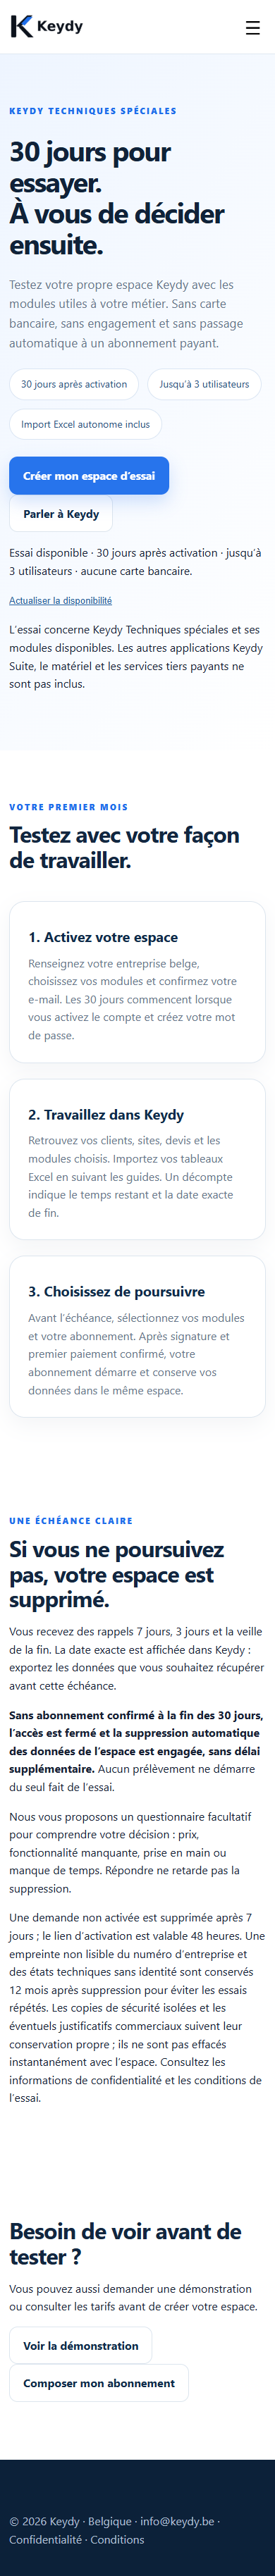 Keydy
KEYDY TECHNIQUES SPÉCIALES
30 jours pour
essayer.
À vous de décider
ensuite.
Testez votre propre espace Keydy avec les
modules utiles à votre métier. Sans carte
bancaire, sans engagement et sans passage
automatique à un abonnement payant.
30 jours après activation
Jusqu’à 3 utilisateurs
Import Excel autonome inclus
Créer mon espace d’essai
Parler à Keydy
Essai disponible · 30 jours après activation · jusqu’à
3 utilisateurs · aucune carte bancaire.
Actualiser la disponibilité
L’essai concerne Keydy Techniques spéciales et ses
modules disponibles. Les autres applications Keydy
Suite, le matériel et les services tiers payants ne
sont pas inclus.
VOTRE PREMIER MOIS
Testez avec votre façon
de travailler.
1. Activez votre espace
Renseignez votre entreprise belge,
choisissez vos modules et confirmez votre
e-mail. Les 30 jours commencent lorsque
vous activez le compte et créez votre mot
de passe.
2. Travaillez dans Keydy
Retrouvez vos clients, sites, devis et les
modules choisis. Importez vos tableaux
Excel en suivant les guides. Un décompte
indique le temps restant et la date exacte
de fin.
3. Choisissez de poursuivre
Avant l’échéance, sélectionnez vos modules
et votre abonnement. Après signature et
premier paiement confirmé, votre
abonnement démarre et conserve vos
données dans le même espace.
UNE ÉCHÉANCE CLAIRE
Si vous ne poursuivez
pas, votre espace est
supprimé.
Vous recevez des rappels 7 jours, 3 jours et la veille
de la fin. La date exacte est affichée dans Keydy :
exportez les données que vous souhaitez récupérer
avant cette échéance.
Sans abonnement confirmé à la fin des 30 jours,
l’accès est fermé et la suppression automatique
des données de l’espace est engagée, sans délai
supplémentaire. Aucun prélèvement ne démarre
du seul fait de l’essai.
Nous vous proposons un questionnaire facultatif
pour comprendre votre décision : prix,
fonctionnalité manquante, prise en main ou
manque de temps. Répondre ne retarde pas la
suppression.
Une demande non activée est supprimée après 7
jours ; le lien d’activation est valable 48 heures. Une
empreinte non lisible du numéro d’entreprise et
des états techniques sans identité sont conservés
12 mois après suppression pour éviter les essais
répétés. Les copies de sécurité isolées et les
éventuels justificatifs commerciaux suivent leur
conservation propre ; ils ne sont pas effacés
instantanément avec l’espace. Consultez les
informations de confidentialité et les conditions de
l’essai.
Besoin de voir avant de
tester ?
Vous pouvez aussi demander une démonstration
ou consulter les tarifs avant de créer votre espace.
Voir la démonstration
Composer mon abonnement
© 2026 Keydy · Belgique · info@keydy.be ·
Confidentialité · Conditions